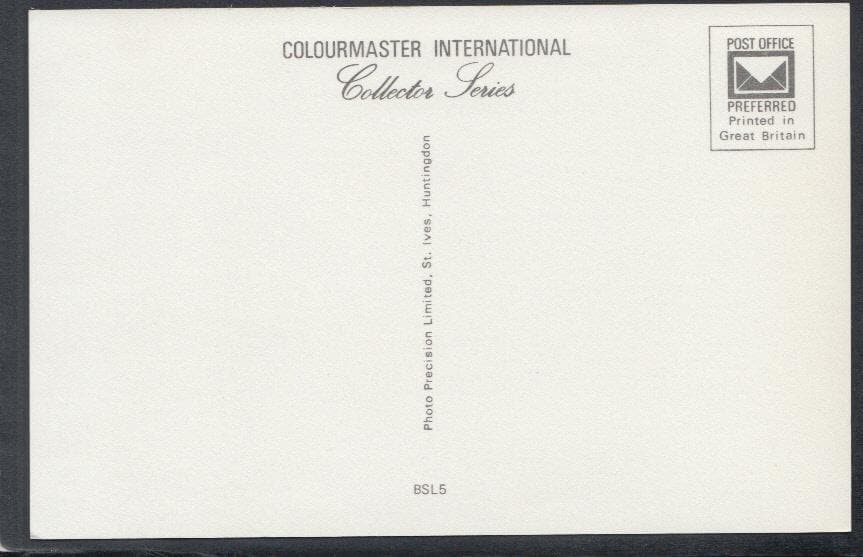 COLOURMASTER INTERNATIONAL
Collector Series
POST OFFICE
PREFERRED
Printed in
Great Britain
Photo Precision Limited, St. Ives, Huntingdon
BSL5